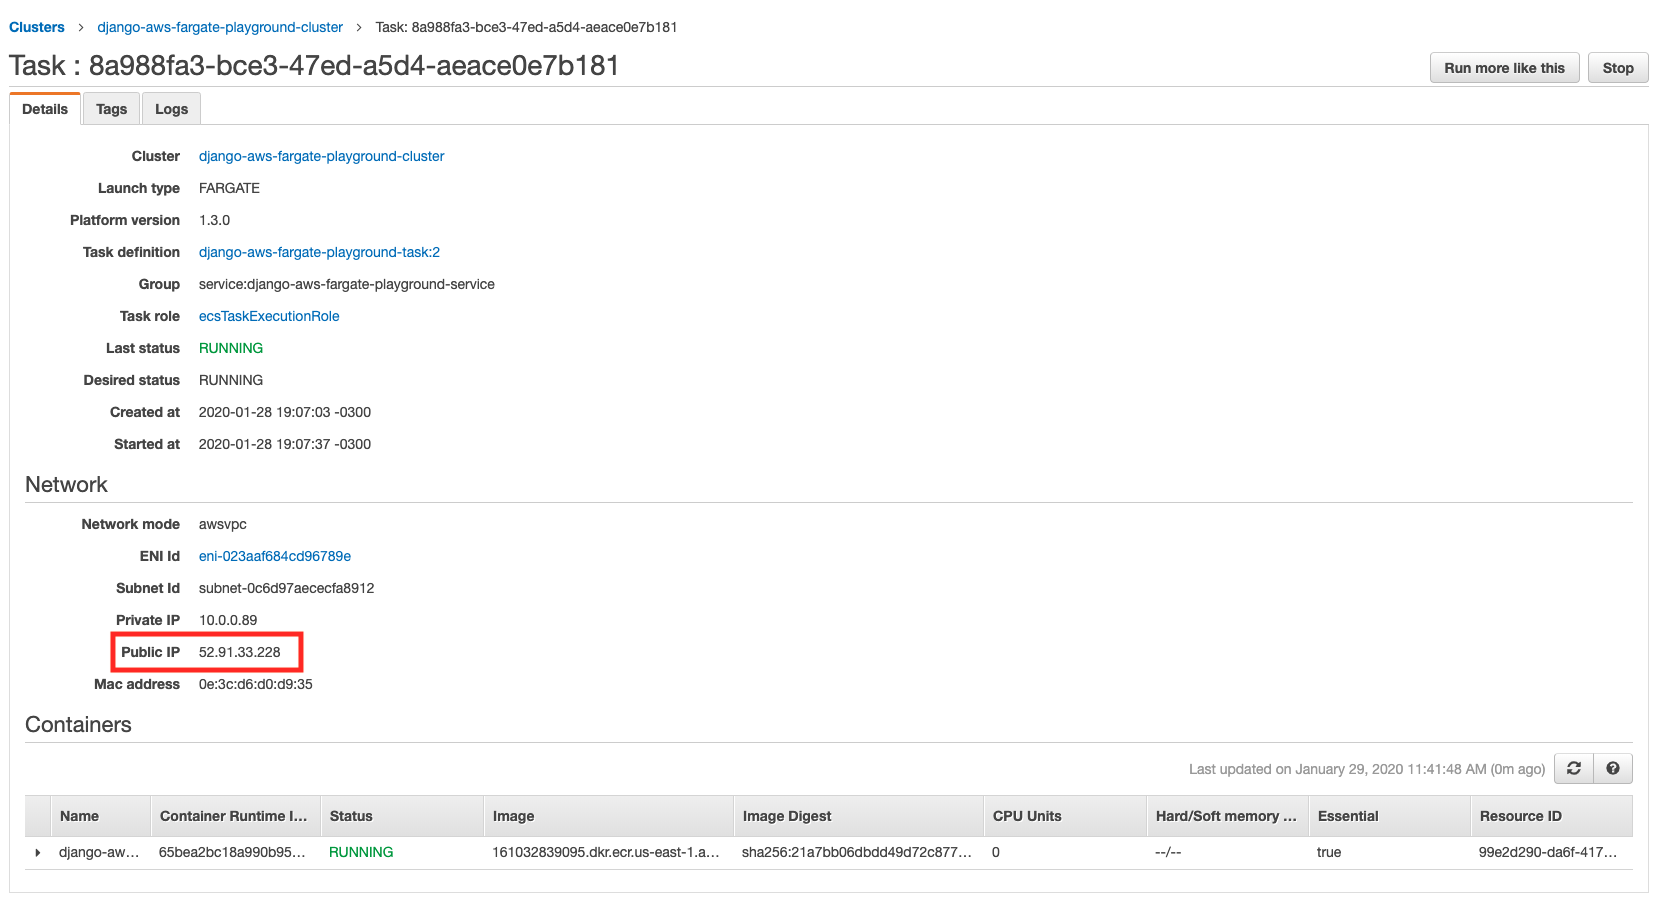 Clusters > django-aws-fargate-playground-cluster > Task: 8a988fa3-bce3-47ed-a5d4-aeace0e7b181
Task : 8a988fa3-bce3-47ed-a5d4-aeace0e7b181
Run more like this Stop
Details Tags Logs
Cluster django-aws-fargate-playground-cluster
Launch type FARGATE
Platform version 1.3.0
Task definition django-aws-fargate-playground-task:2
Group service:django-aws-fargate-playground-service
Task role ecsTaskExecutionRole
Last status RUNNING
Desired status RUNNING
Created at 2020-01-28 19:07:03 -0300
Started at 2020-01-28 19:07:37 -0300
Network
Network mode awsvpc
ENI Id eni-023aaf684cd96789e
Subnet Id subnet-0c6d97aececfa8912
Private IP 10.0.0.89
Public IP 52.91.33.228
Mac address 0e:3c:d6:d0:d9:35
Containers
Last updated on January 29, 2020 11:41:48 AM (0m ago)
Name Container Runtime I... Status Image Image Digest CPU Units Hard/Soft memory ... Essential Resource ID
django-aw... 65bea2bc18a990b95... RUNNING 161032839095.dkr.ecr.us-east-1.a... sha256:21a7bb06dbdd49d72c877... 0 --/-- true 99e2d290-da6f-417...